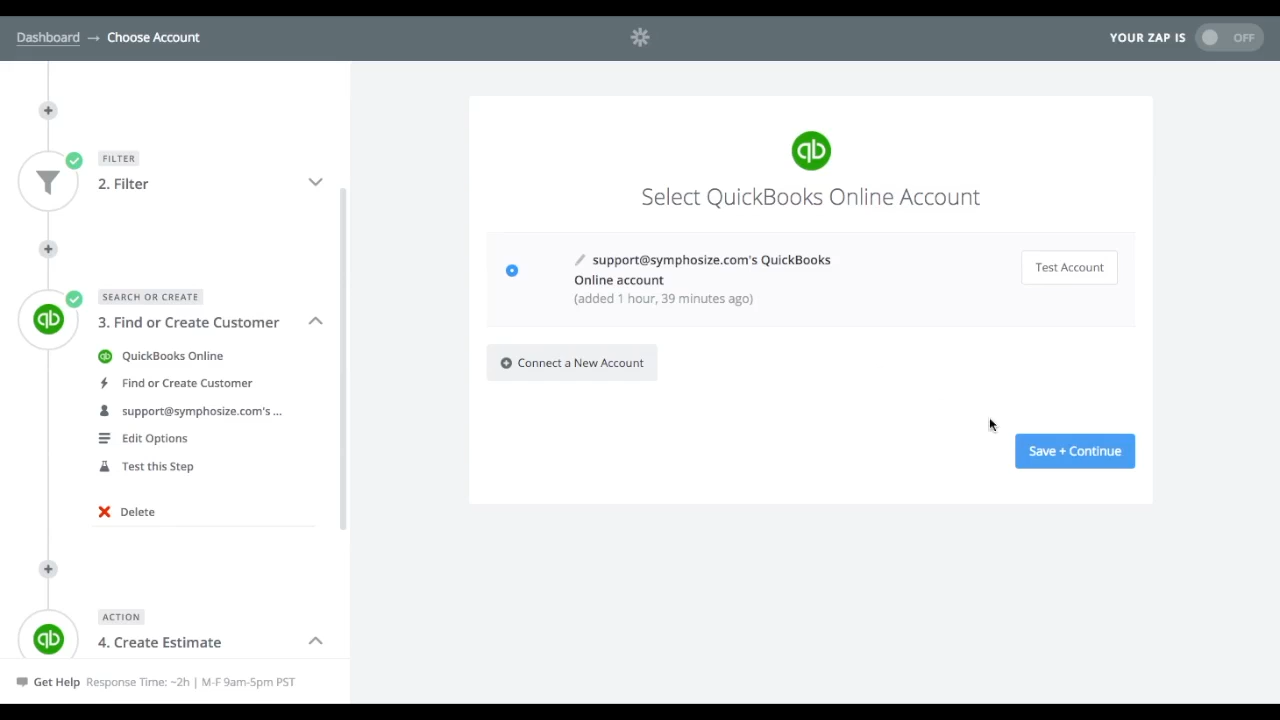 Dashboard → Choose Account
YOUR ZAP IS
OFF
FILTER
2. Filter
SEARCH OR CREATE
3. Find or Create Customer
QuickBooks Online
Find or Create Customer
support@symphosize.com's ...
Edit Options
Test this Step
Delete
ACTION
4. Create Estimate
Get Help Response Time: ~2h | M-F 9am-5pm PST
qb
Select QuickBooks Online Account
support@symphosize.com's QuickBooks
Online account
(added 1 hour, 39 minutes ago)
Test Account
Connect a New Account
Save + Continue